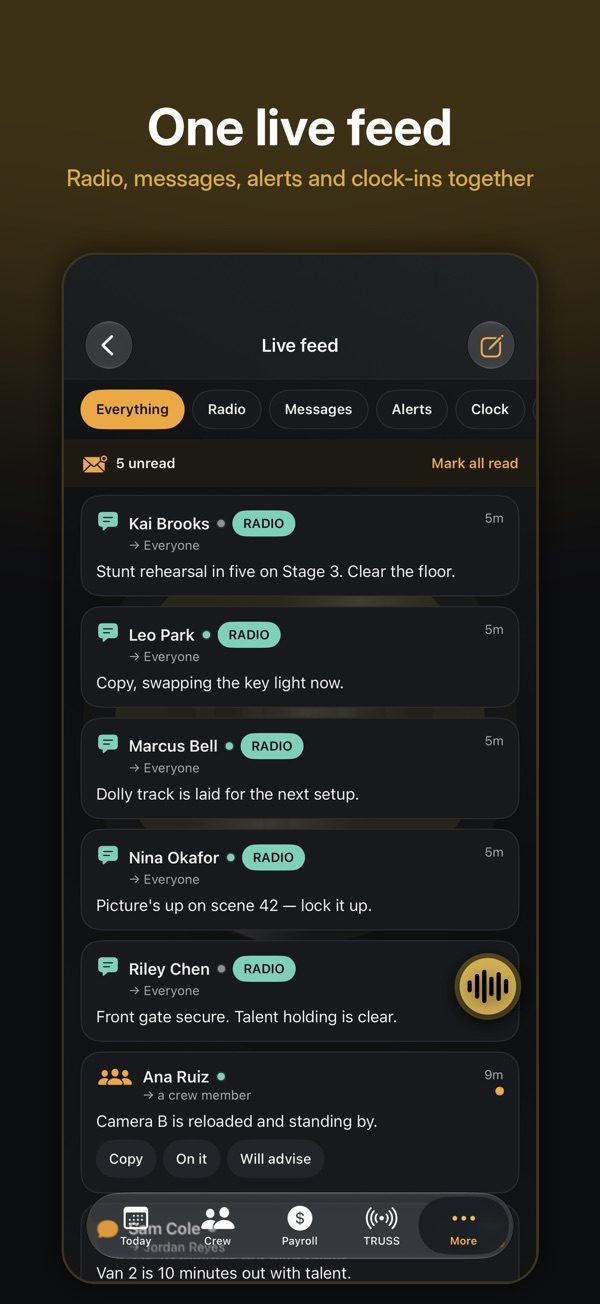 One live feed
Radio, messages, alerts and clock-ins together
Live feed
Everything Radio Messages Alerts Clock
5 unread Mark all read
Kai Brooks RADIO 5m
→ Everyone
Stunt rehearsal in five on Stage 3. Clear the floor.
Leo Park RADIO 5m
→ Everyone
Copy, swapping the key light now.
Marcus Bell RADIO 5m
→ Everyone
Dolly track is laid for the next setup.
Nina Okafor RADIO 5m
→ Everyone
Picture's up on scene 42 — lock it up.
Riley Chen RADIO
→ Everyone
Front gate secure. Talent holding is clear.
Ana Ruiz 9m
→ a crew member
Camera B is reloaded and standing by.
Copy On it Will advise
Sam Cole
→ Jordan Reyes
Today Crew Payroll TRUSS More
Van 2 is 10 minutes out with talent.